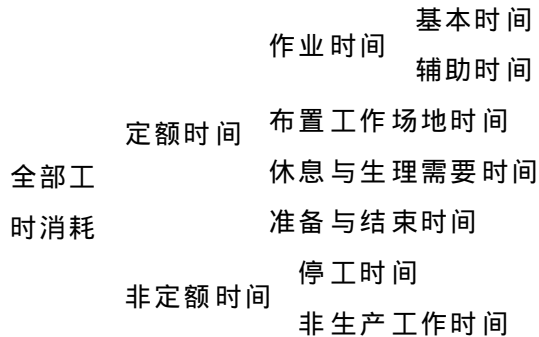 基本时间
作业时间
辅助时间
定额时间
布置工作场地时间
全部工
休息与生理需要时间
时消耗
准备与结束时间
停工时间
非定额时间
非生产工作时间